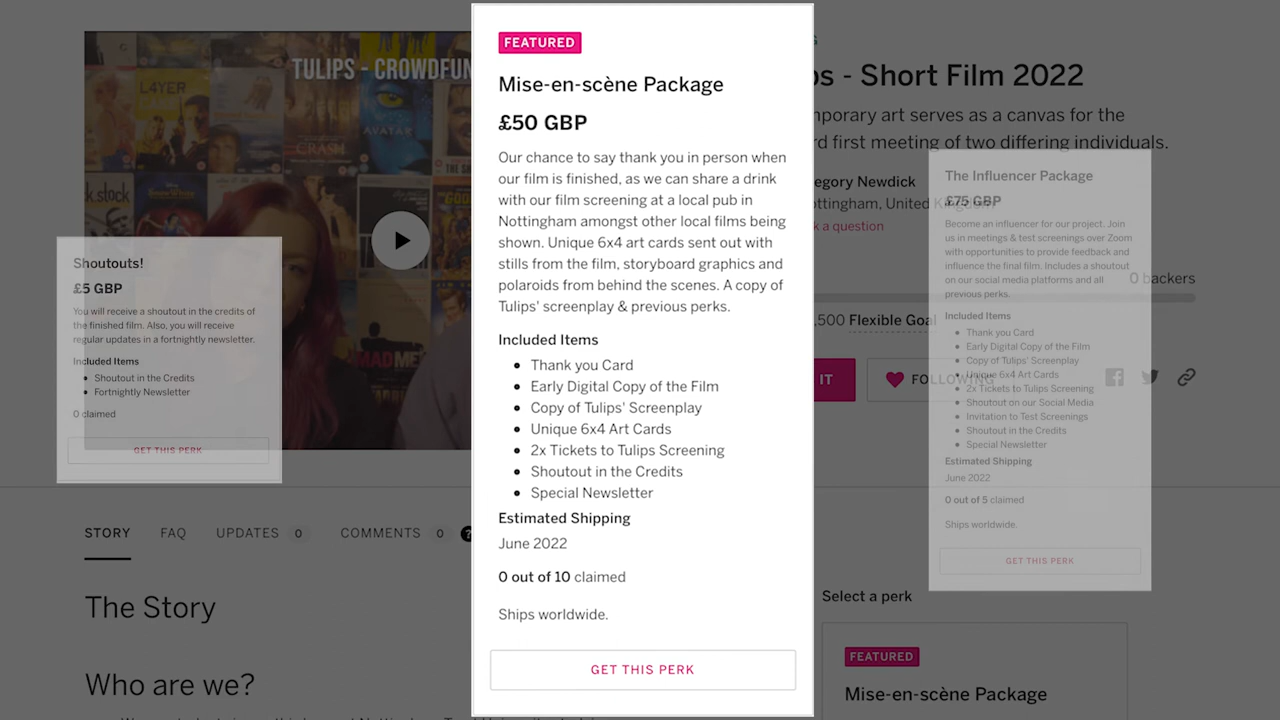 TULIPS - CROWDFUN
L4YER
CAKE
AVATAR
CRASH
.stock
MAD
Shoutouts!
£5 GBP
You will receive a shoutout in the credits of
the finished film. Also, you will receive
regular updates in a fortnightly newsletter.
Included Items
Shoutout in the Credits
Fortnightly Newsletter
0 claimed
GET THIS PERK
STORY FAQ UPDATES 0 COMMENTS 0
The Story
Who are we?
FEATURED
Mise-en-scène Package
£50 GBP
Our chance to say thank you in person when
our film is finished, as we can share a drink
with our film screening at a local pub in
Nottingham amongst other local films being
shown. Unique 6x4 art cards sent out with
stills from the film, storyboard graphics and
polaroids from behind the scenes. A copy of
Tulips' screenplay & previous perks.
Included Items
Thank you Card
Early Digital Copy of the Film
Copy of Tulips' Screenplay
Unique 6x4 Art Cards
2x Tickets to Tulips Screening
Shoutout in the Credits
Special Newsletter
Estimated Shipping
June 2022
0 out of 10 claimed
Ships worldwide.
GET THIS PERK
G
os - Short Film 2022
nporary art serves as a canvas for the
rd first meeting of two differing individuals.
egory Newdick
ottingham, United
k a question
0 backers
,500 Flexible Goal
IT
FOLLOWING
The Influencer Package
£75 GBP
Become an influencer for our project. Join
us in meetings & test screenings over Zoom
with opportunities to provide feedback and
influence the final film. Includes a shoutout
on our social media platforms and all
previous perks.
Included Items
Thank you Card
Early Digital Copy of the Film
Copy of Tulips' Screenplay
Unique 6x4 Art Cards
2x Tickets to Tulips Screening
Shoutout on our Social Media
Invitation to Test Screenings
Shoutout in the Credits
Special Newsletter
Estimated Shipping
June 2022
0 out of 5 claimed
Ships worldwide.
GET THIS PERK
Select a perk
FEATURED
Mise-en-scène Package